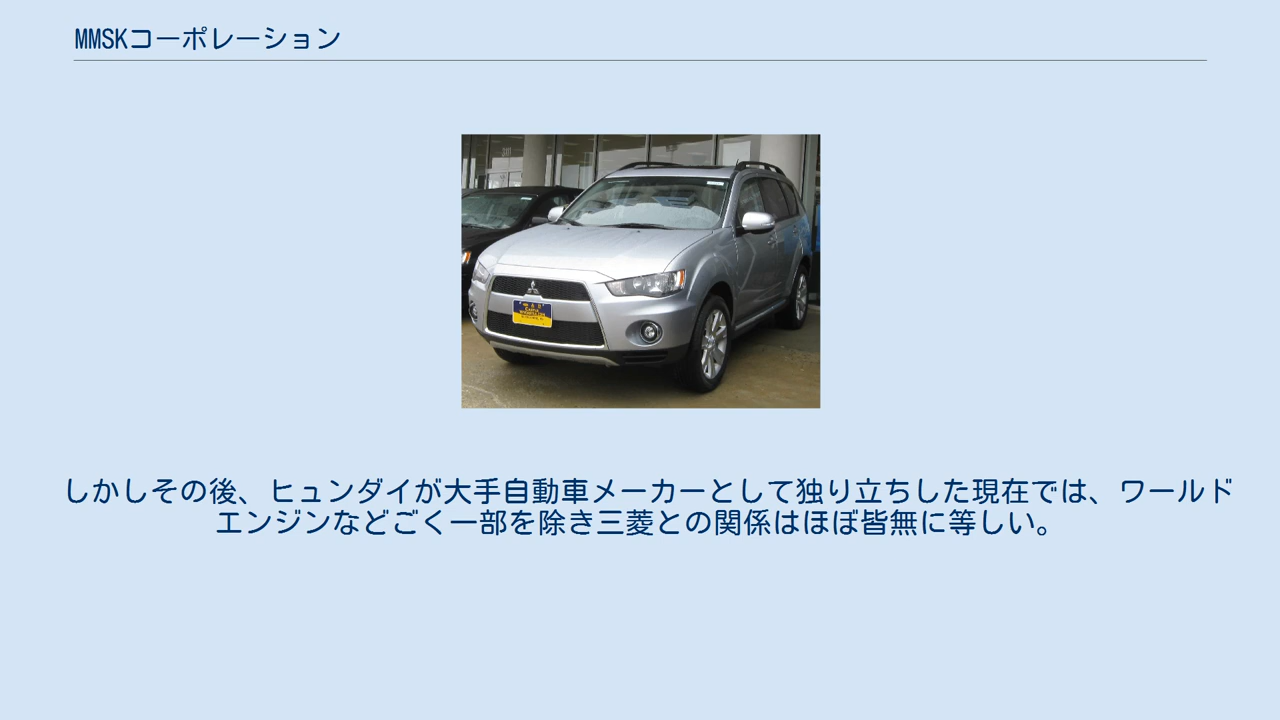 MMSKコーポレーション
しかしその後、ヒュンダイが大手自動車メーカーとして独り立ちした現在では、ワールド
エンジンなどごく一部を除き三菱との関係はほぼ皆無に等しい。